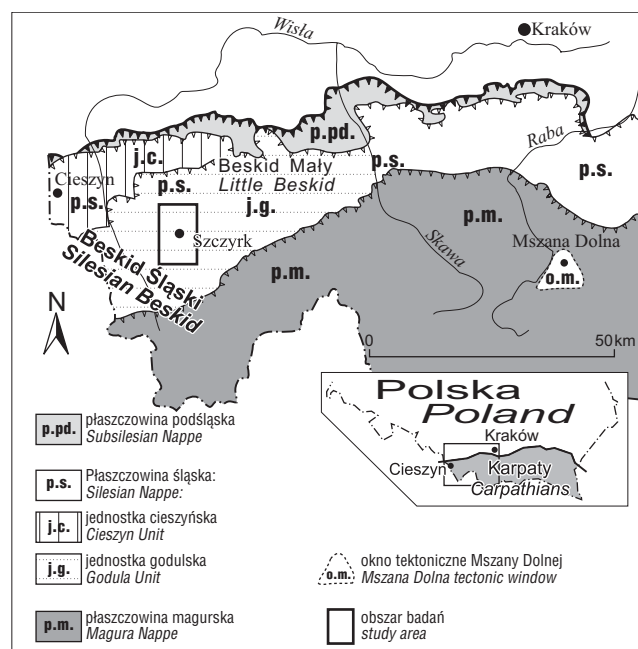 Wisła
Kraków
p.pd.
j.c.
Raba
Beskid Mały
Little Beskid
p.s.
p.s.
p.s.
Cieszyn
p.s.
j.g.
p.m.
Szczyrk
Skawa
Mszana Dolna
o.m.
Beskid Śląski
Silesian Beskid
p.m.
N
0
50 km
Polska
Poland
Kraków
Cieszyn
Karpaty
Carpathians
p.pd.
płaszczowina podśląska
Subsilesian Nappe
p.s.
Płaszczowina śląska:
Silesian Nappe:
j.c.
jednostka cieszyńska
Cieszyn Unit
j.g.
jednostka godulska
Godula Unit
p.m.
płaszczowina magurska
Magura Nappe
o.m.
okno tektoniczne Mszany Dolnej
Mszana Dolna tectonic window
obszar badań
study area